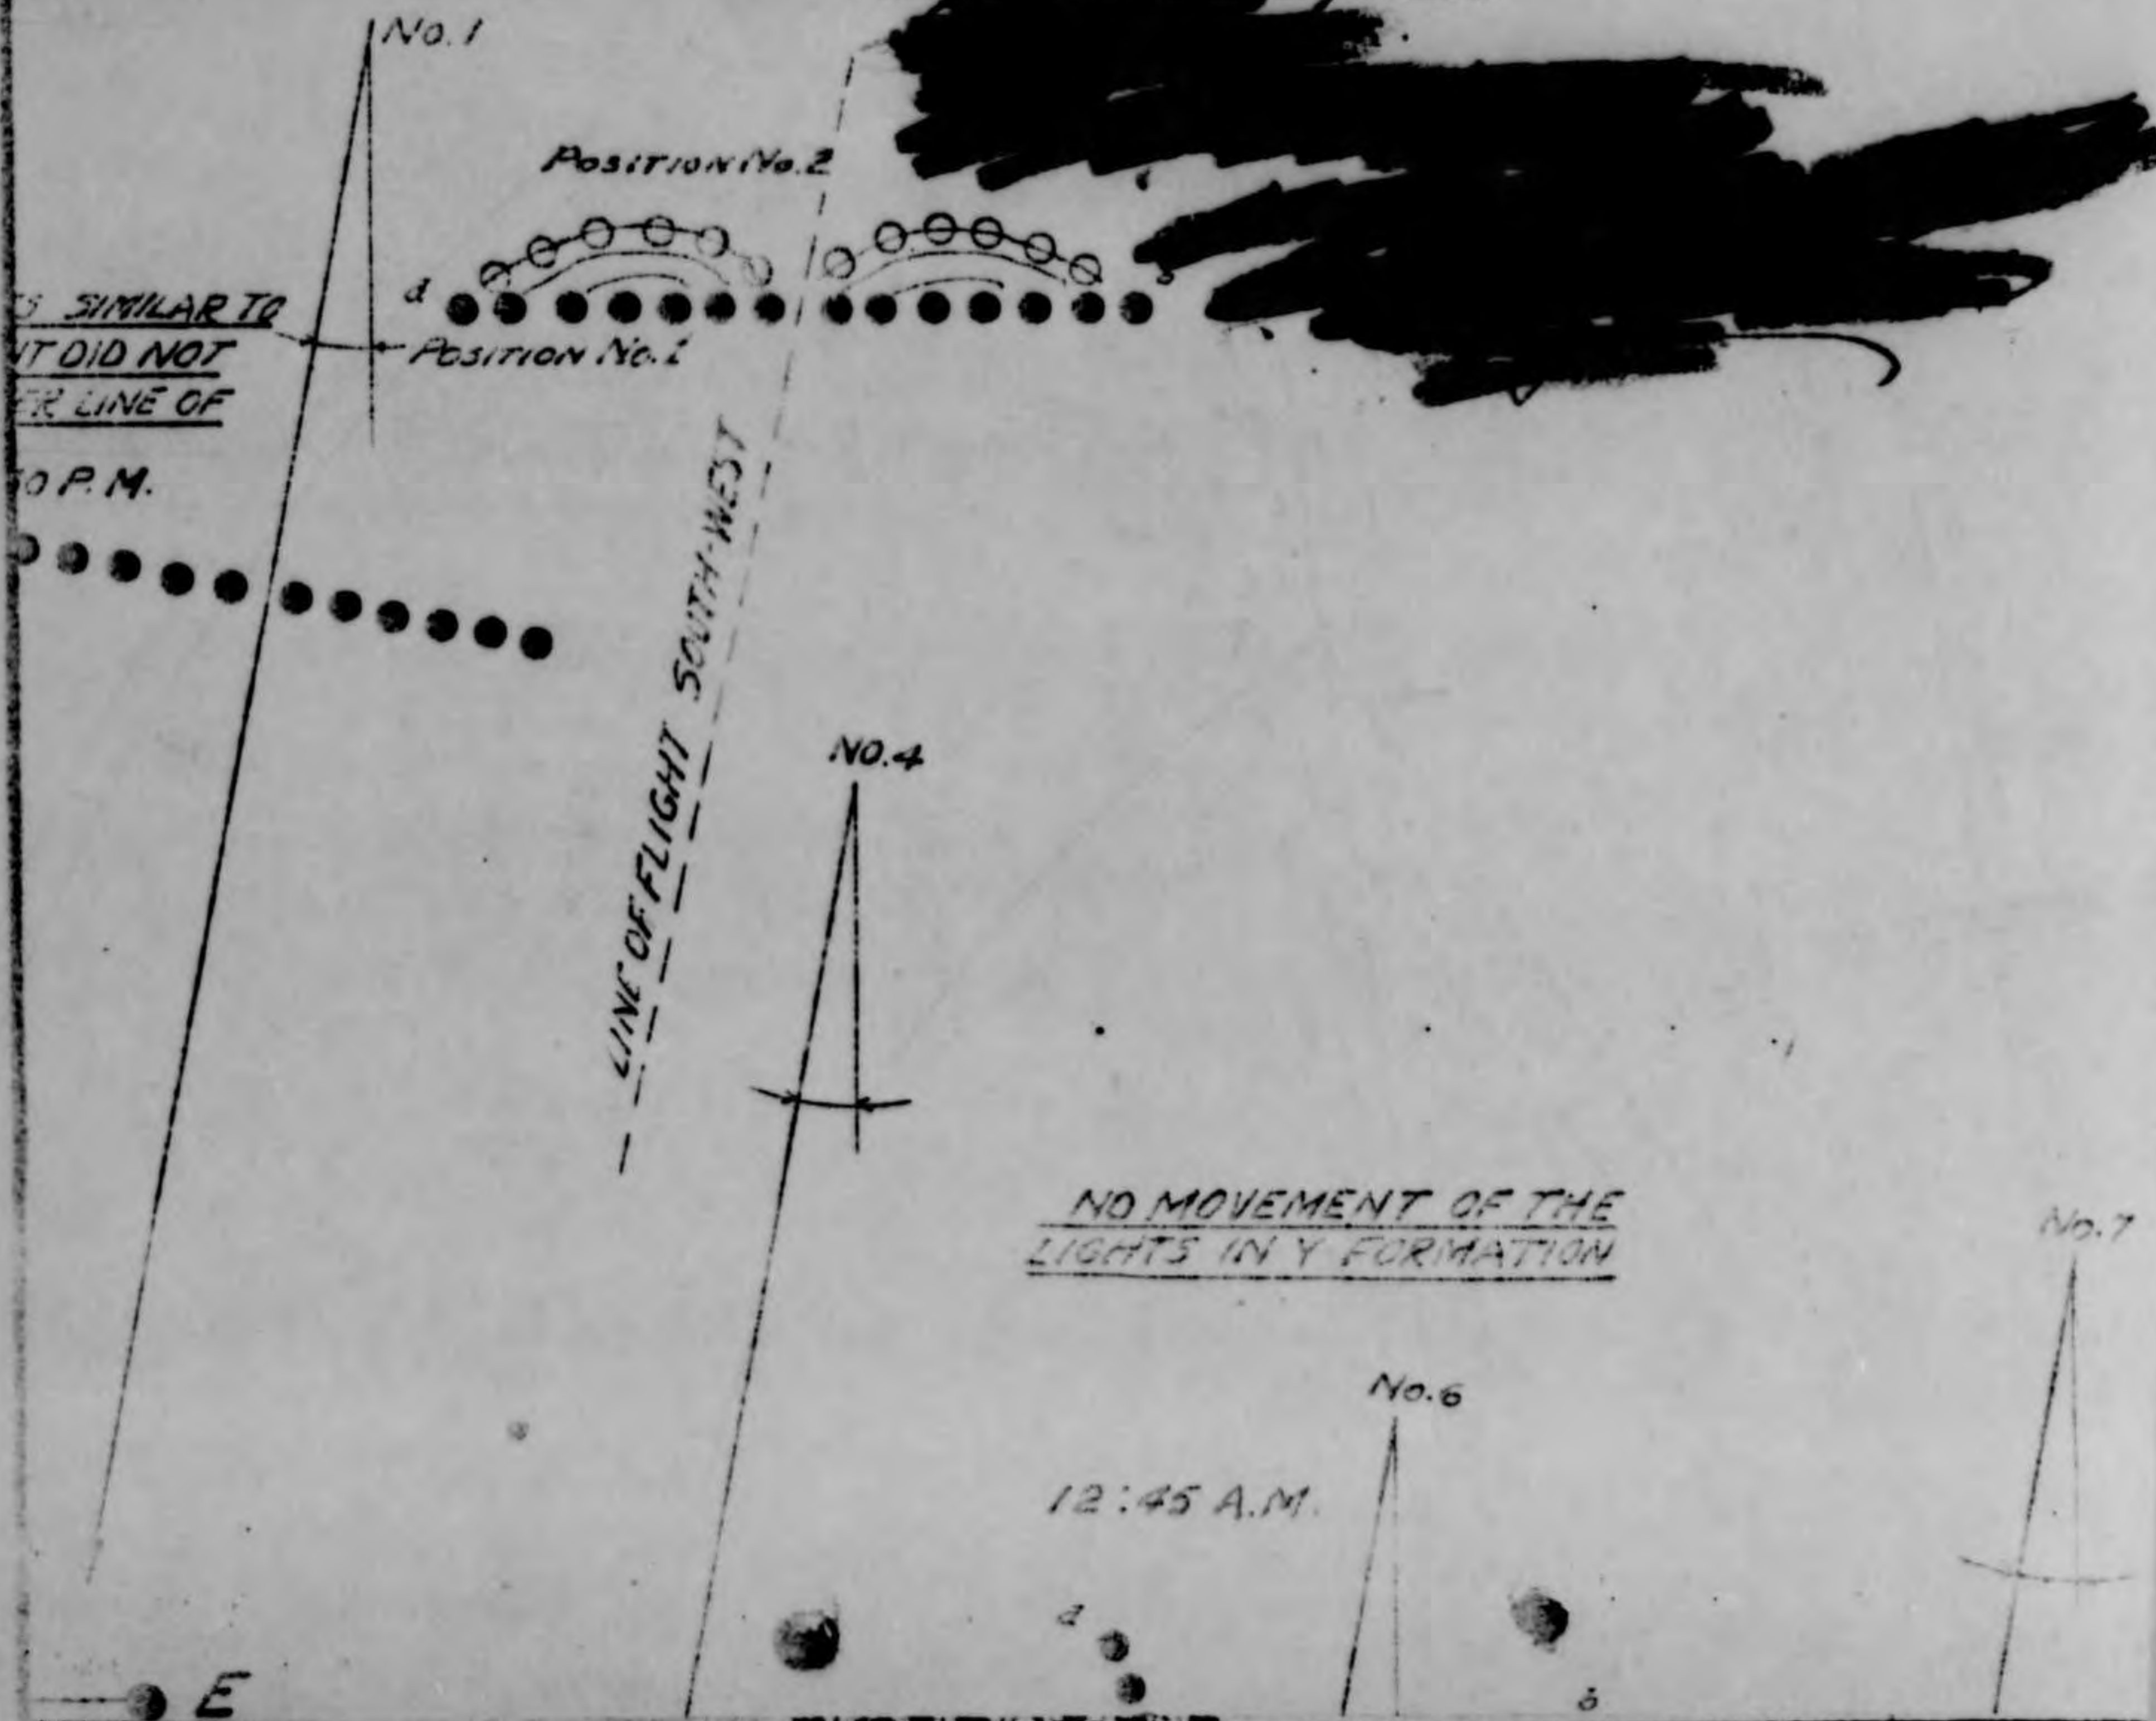 No. 1
POSITION No. 2
d
SIMILAR TO
DID NOT
LINE OF
POSITION No. 1
P.M.
LINE OF FLIGHT SOUTH-WEST
NO. 4
NO MOVEMENT OF THE
LIGHTS IN Y FORMATION
No. 7
No. 6
12:45 A.M.
d
b
E